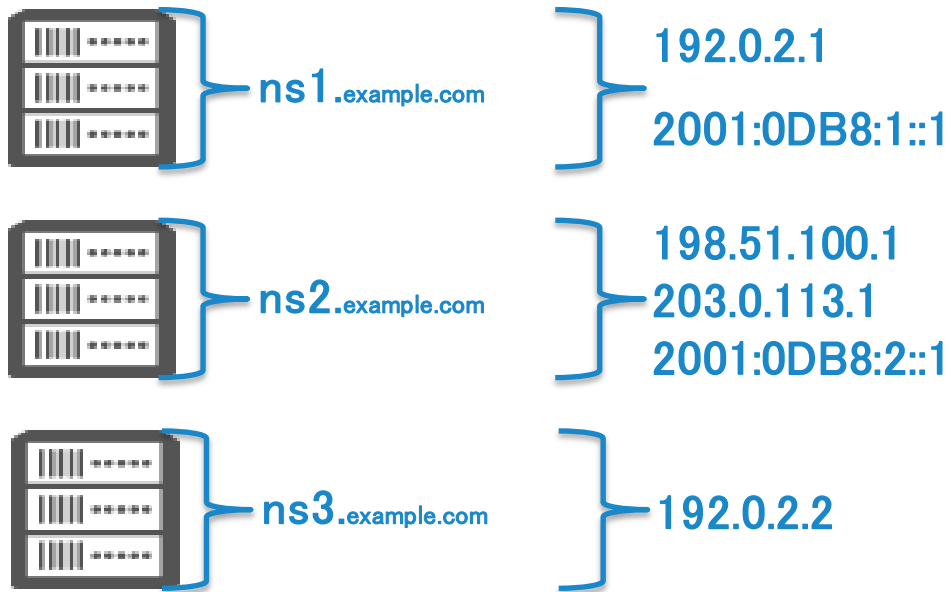 ns1.example.com
192.0.2.1
2001:0DB8:1::1
ns2.example.com
198.51.100.1
203.0.113.1
2001:0DB8:2::1
ns3.example.com
192.0.2.2